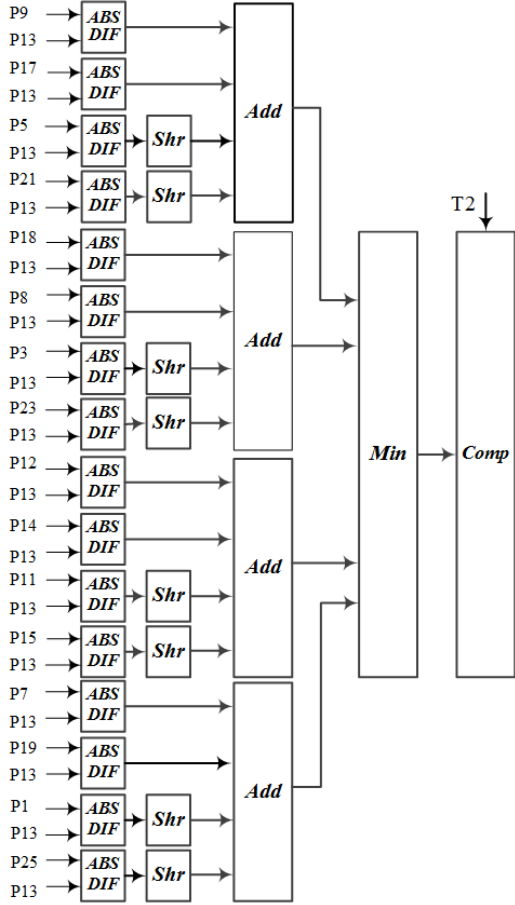 P9
P13
ABS
DIF
P17
P13
ABS
DIF
P5
P13
ABS
DIF
Shr
P21
P13
ABS
DIF
Shr
Add
P18
P13
ABS
DIF
P8
P13
ABS
DIF
P3
P13
ABS
DIF
Shr
P23
P13
ABS
DIF
Shr
Add
P12
P13
ABS
DIF
P14
P13
ABS
DIF
P11
P13
ABS
DIF
Shr
P15
P13
ABS
DIF
Shr
Add
P7
P13
ABS
DIF
P19
P13
ABS
DIF
P1
P13
ABS
DIF
Shr
P25
P13
ABS
DIF
Shr
Add
Min
T2
Comp